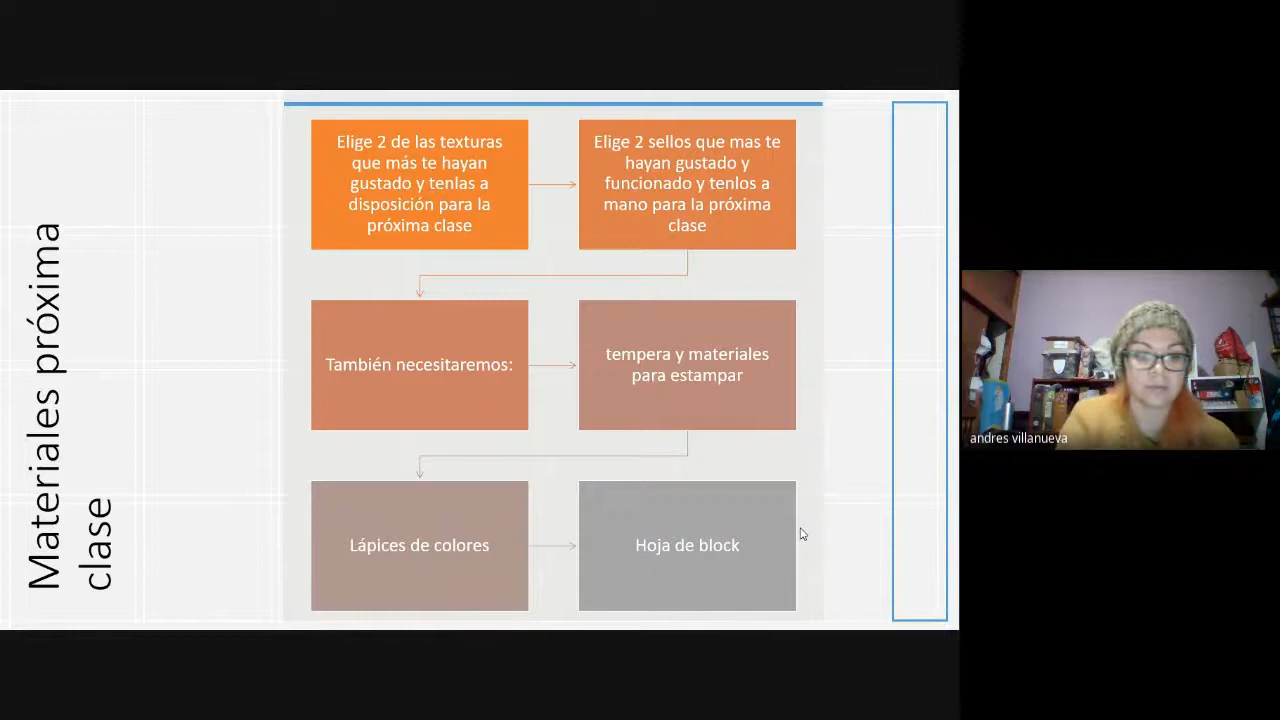 Materiales próxima
clase
Elige 2 de las texturas
que más te hayan
gustado y tenlas a
disposición para la
próxima clase
Elige 2 sellos que mas te
hayan gustado y
funcionado y tenlos a
mano para la próxima
clase
También necesitaremos:
tempera y materiales
para estampar
Lápices de colores
Hoja de block
andres villanueva